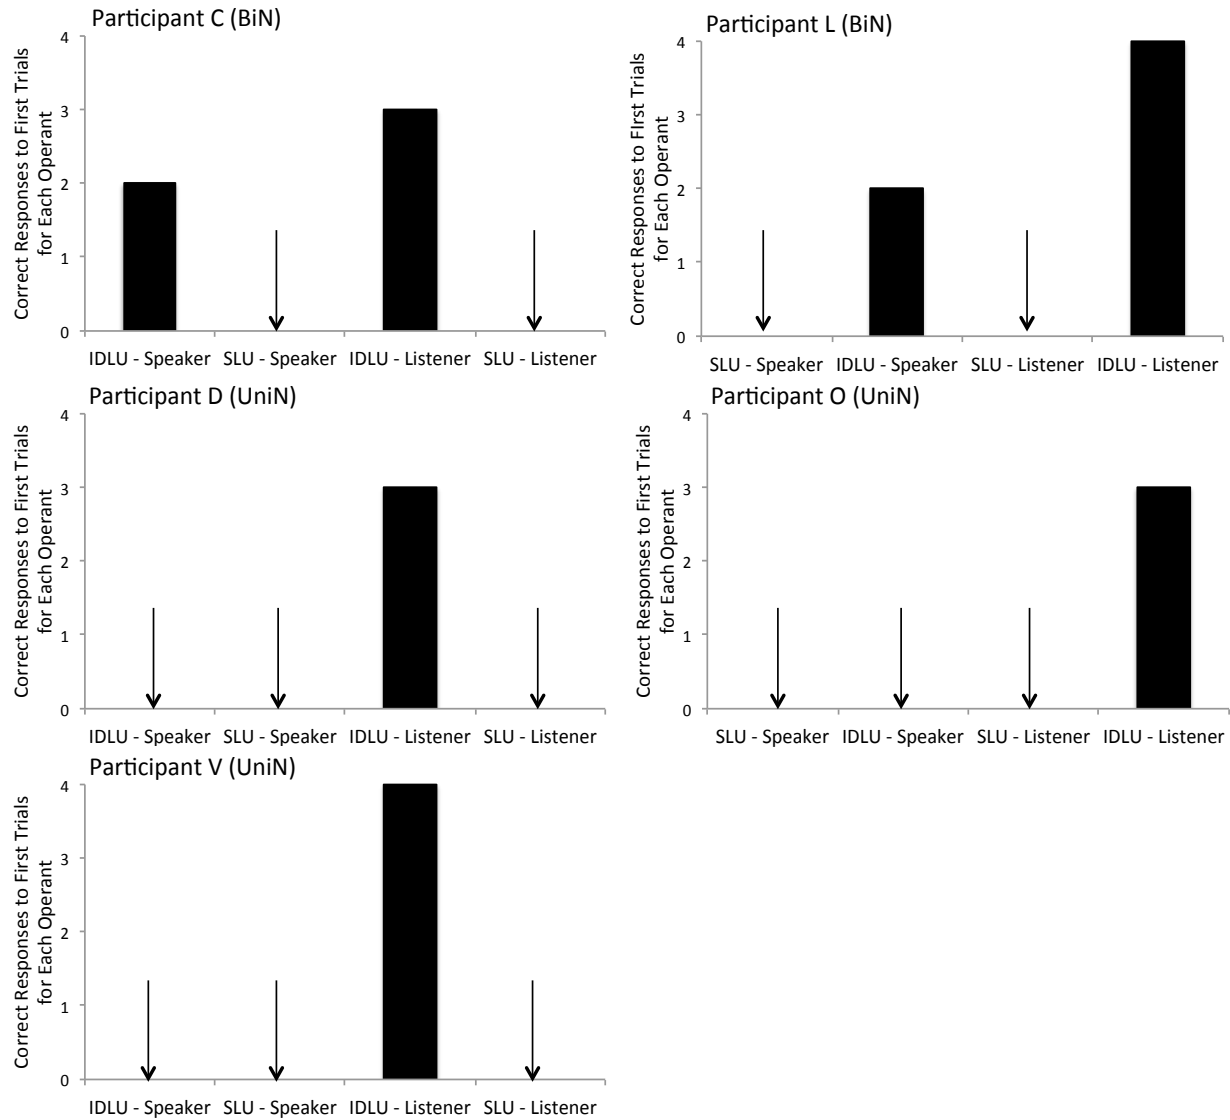 Participant C (BiN)
Correct Responses to First Trials
for Each Operant
4
3
2
1
0
IDLU - Speaker SLU - Speaker IDLU - Listener SLU - Listener
Participant L (BiN)
Correct Responses to FIrst Trials
for Each Operant
4
3
2
1
0
SLU - Speaker IDLU - Speaker SLU - Listener IDLU - Listener
Participant D (UniN)
Correct Responses to First Trials
for Each Operant
4
3
2
1
0
IDLU - Speaker SLU - Speaker IDLU - Listener SLU - Listener
Participant O (UniN)
Correct Responses to First Trials
for Each Operant
4
3
2
1
0
SLU - Speaker IDLU - Speaker SLU - Listener IDLU - Listener
Participant V (UniN)
Correct Responses to First Trials
for Each Operant
4
3
2
1
0
IDLU - Speaker SLU - Speaker IDLU - Listener SLU - Listener